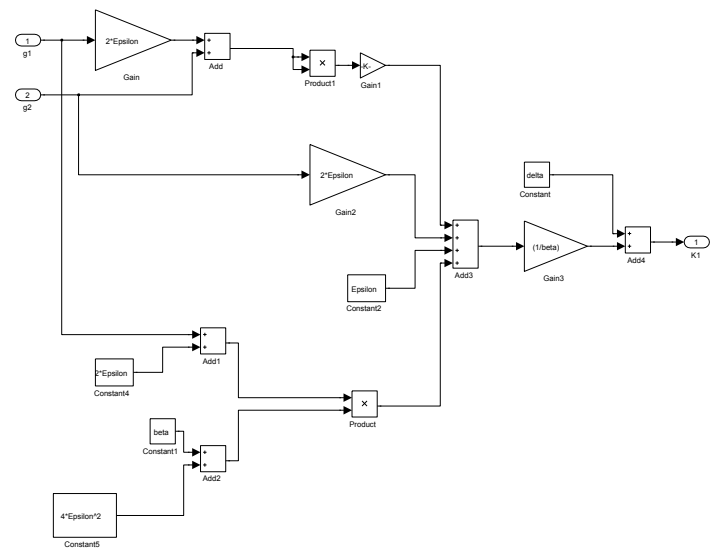 1
g1
2*Epsilon
Gain
+
+
Add
×
Product1
-K-
Gain1
2
g2
2*Epsilon
Gain2
delta
Constant
+
+
+
+
Add3
(1/beta)
Gain3
+
+
Add4
1
K1
Epsilon
Constant2
+
+
Add1
2*Epsilon
Constant4
×
Product
beta
Constant1
+
+
Add2
4*Epsilon^2
Constant5